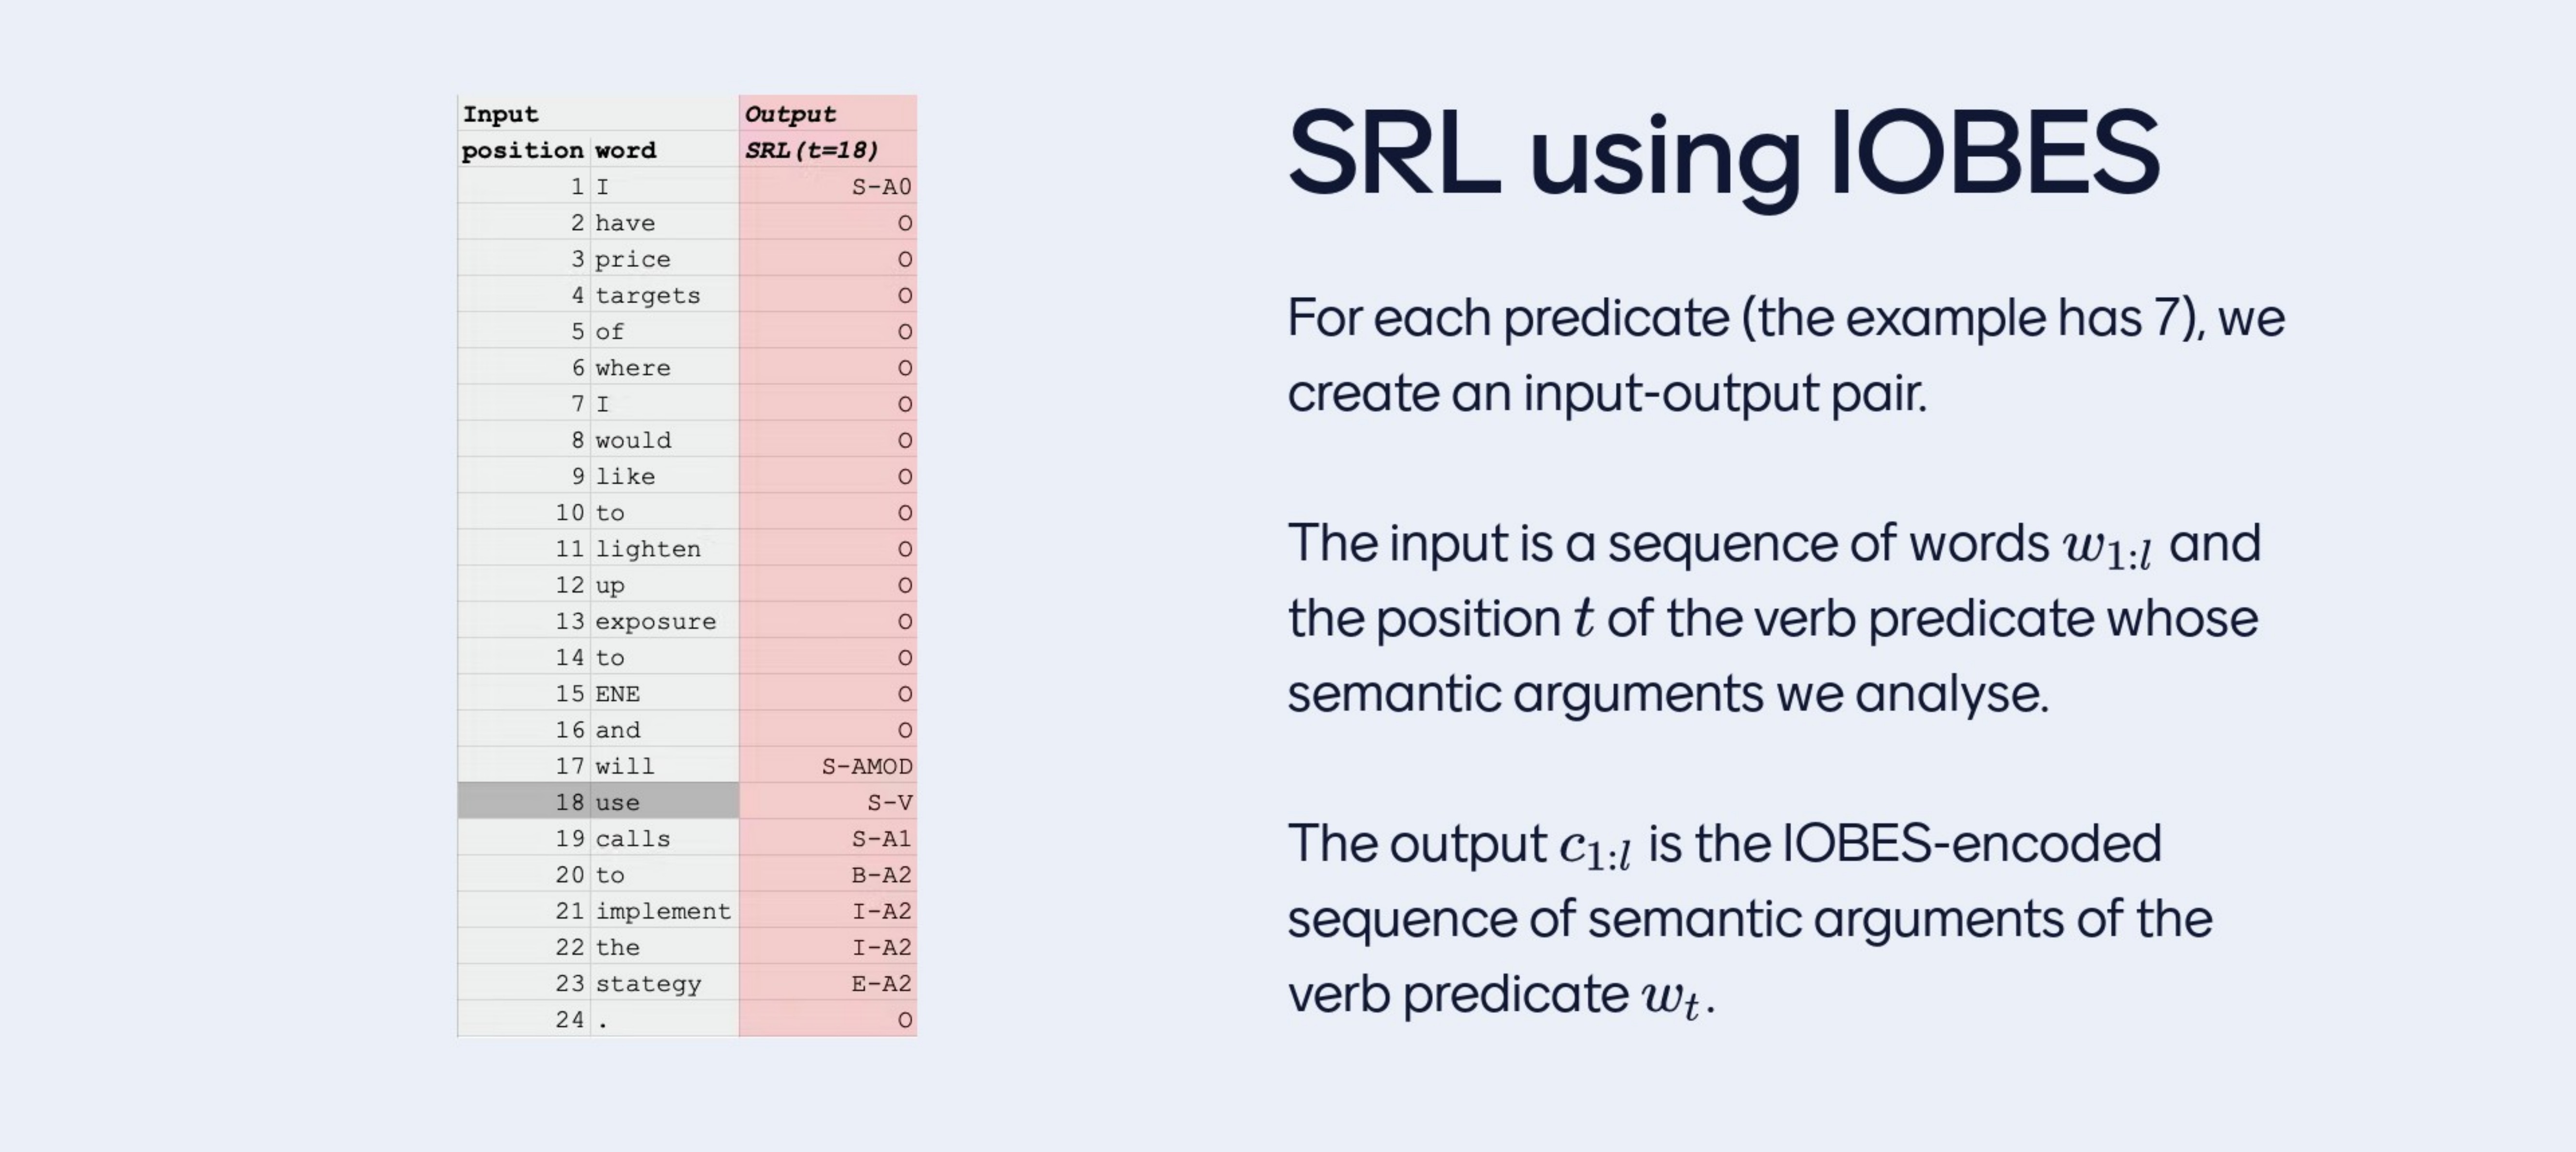 Input Output
position word SRL(t=18)
1 I S-A0
2 have O
3 price O
4 targets O
5 of O
6 where O
7 I O
8 would O
9 like O
10 to O
11 lighten O
12 up O
13 exposure O
14 to O
15 ENE O
16 and O
17 will S-AMOD
18 use S-V
19 calls S-A1
20 to B-A2
21 implement I-A2
22 the I-A2
23 stategy E-A2
24 . O
SRL using IOBES
For each predicate (the example has 7), we
create an input-output pair.
The input is a sequence of words w1:l and
the position t of the verb predicate whose
semantic arguments we analyse.
The output c1:l is the IOBES-encoded
sequence of semantic arguments of the
verb predicate wt.